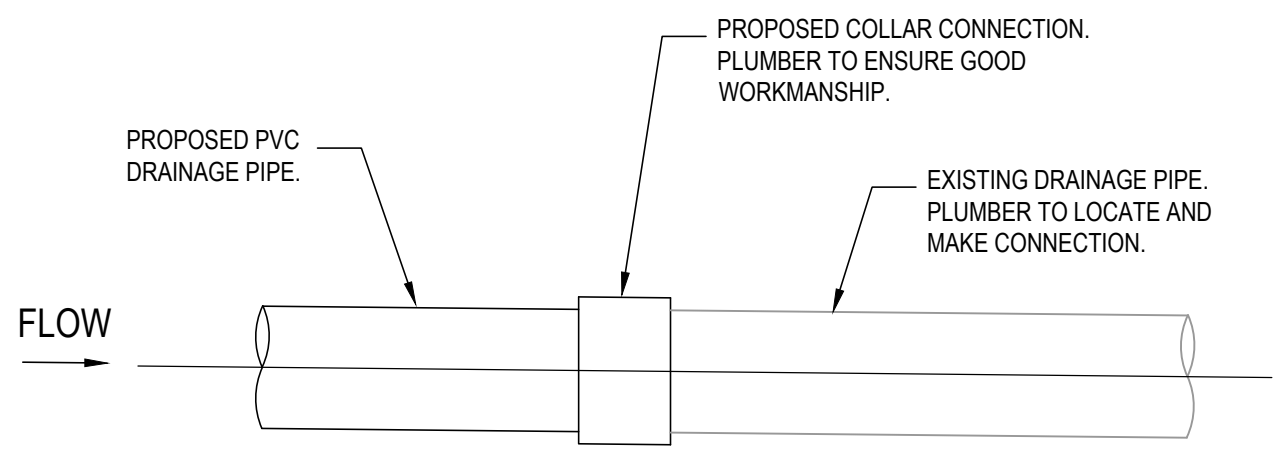 PROPOSED COLLAR CONNECTION.
PLUMBER TO ENSURE GOOD
WORKMANSHIP.
PROPOSED PVC
DRAINAGE PIPE.
EXISTING DRAINAGE PIPE.
PLUMBER TO LOCATE AND
MAKE CONNECTION.
FLOW